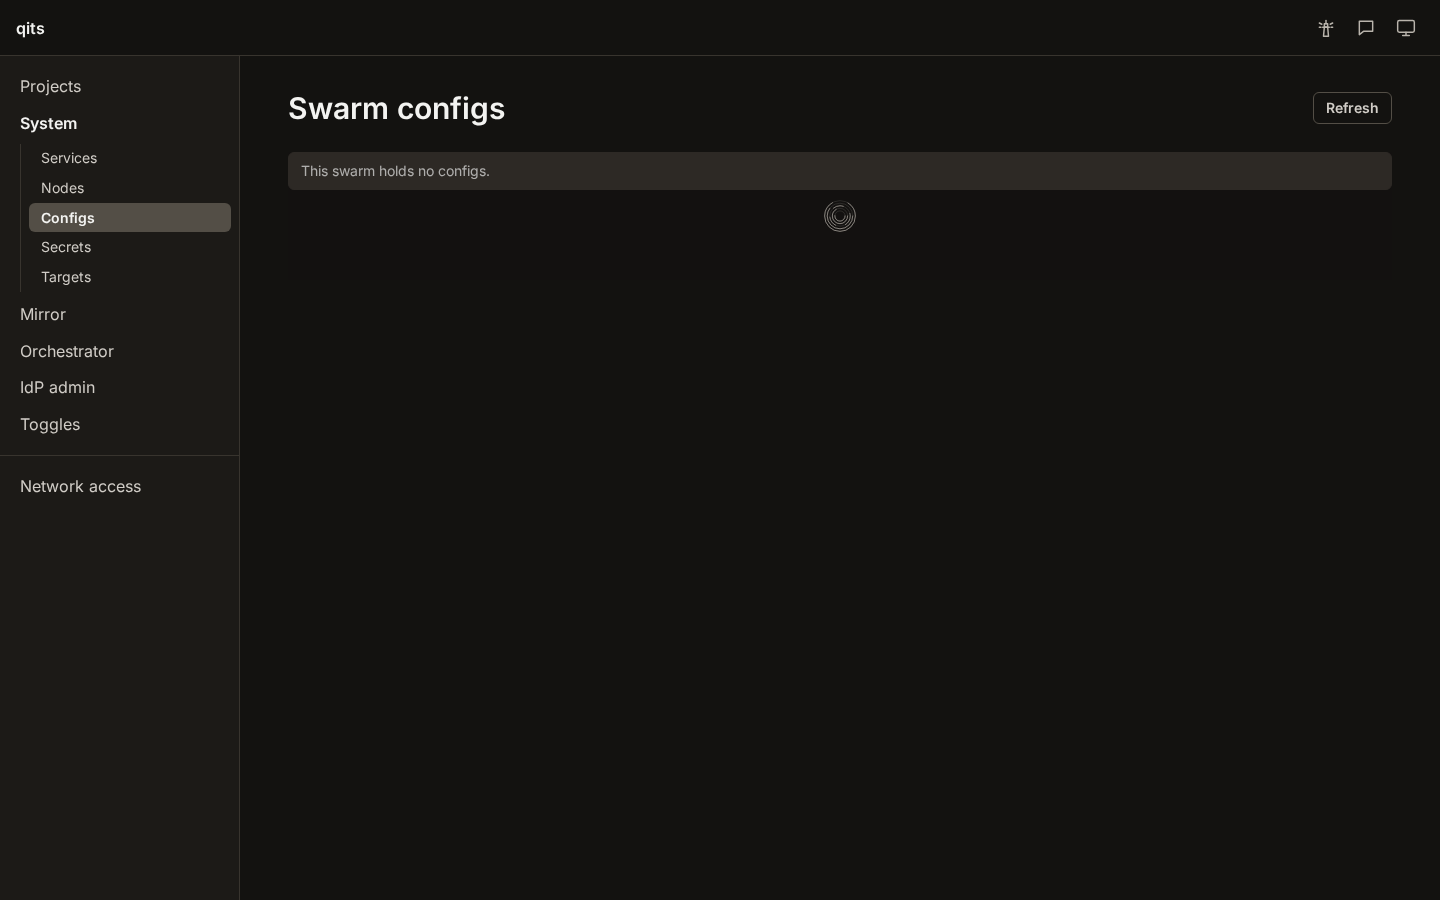 qits
Projects
System
Services
Nodes
Configs
Secrets
Targets
Mirror
Orchestrator
IdP admin
Toggles
Network access
Swarm configs
Refresh
This swarm holds no configs.